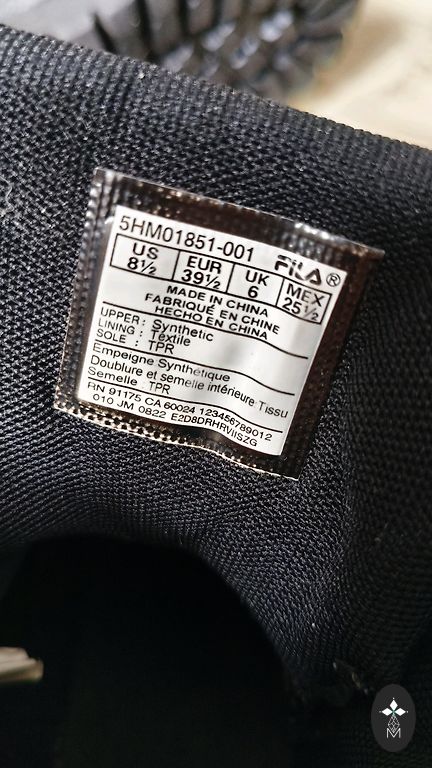 5HM01851-001 FILA®
US EUR UK MEX
8½ 39½ 6 25½
MADE IN CHINA
FABRIQUÉ EN CHINE
HECHO EN CHINA
UPPER: Synthetic
LINING: Textile
SOLE : TPR
Empeigne Synthétique
Doublure et semelle intérieure Tissu
Semelle : TPR
RN 91175 CA 60024 123456789012
010 JM 0822 E2D8DRHRVIISZG
M